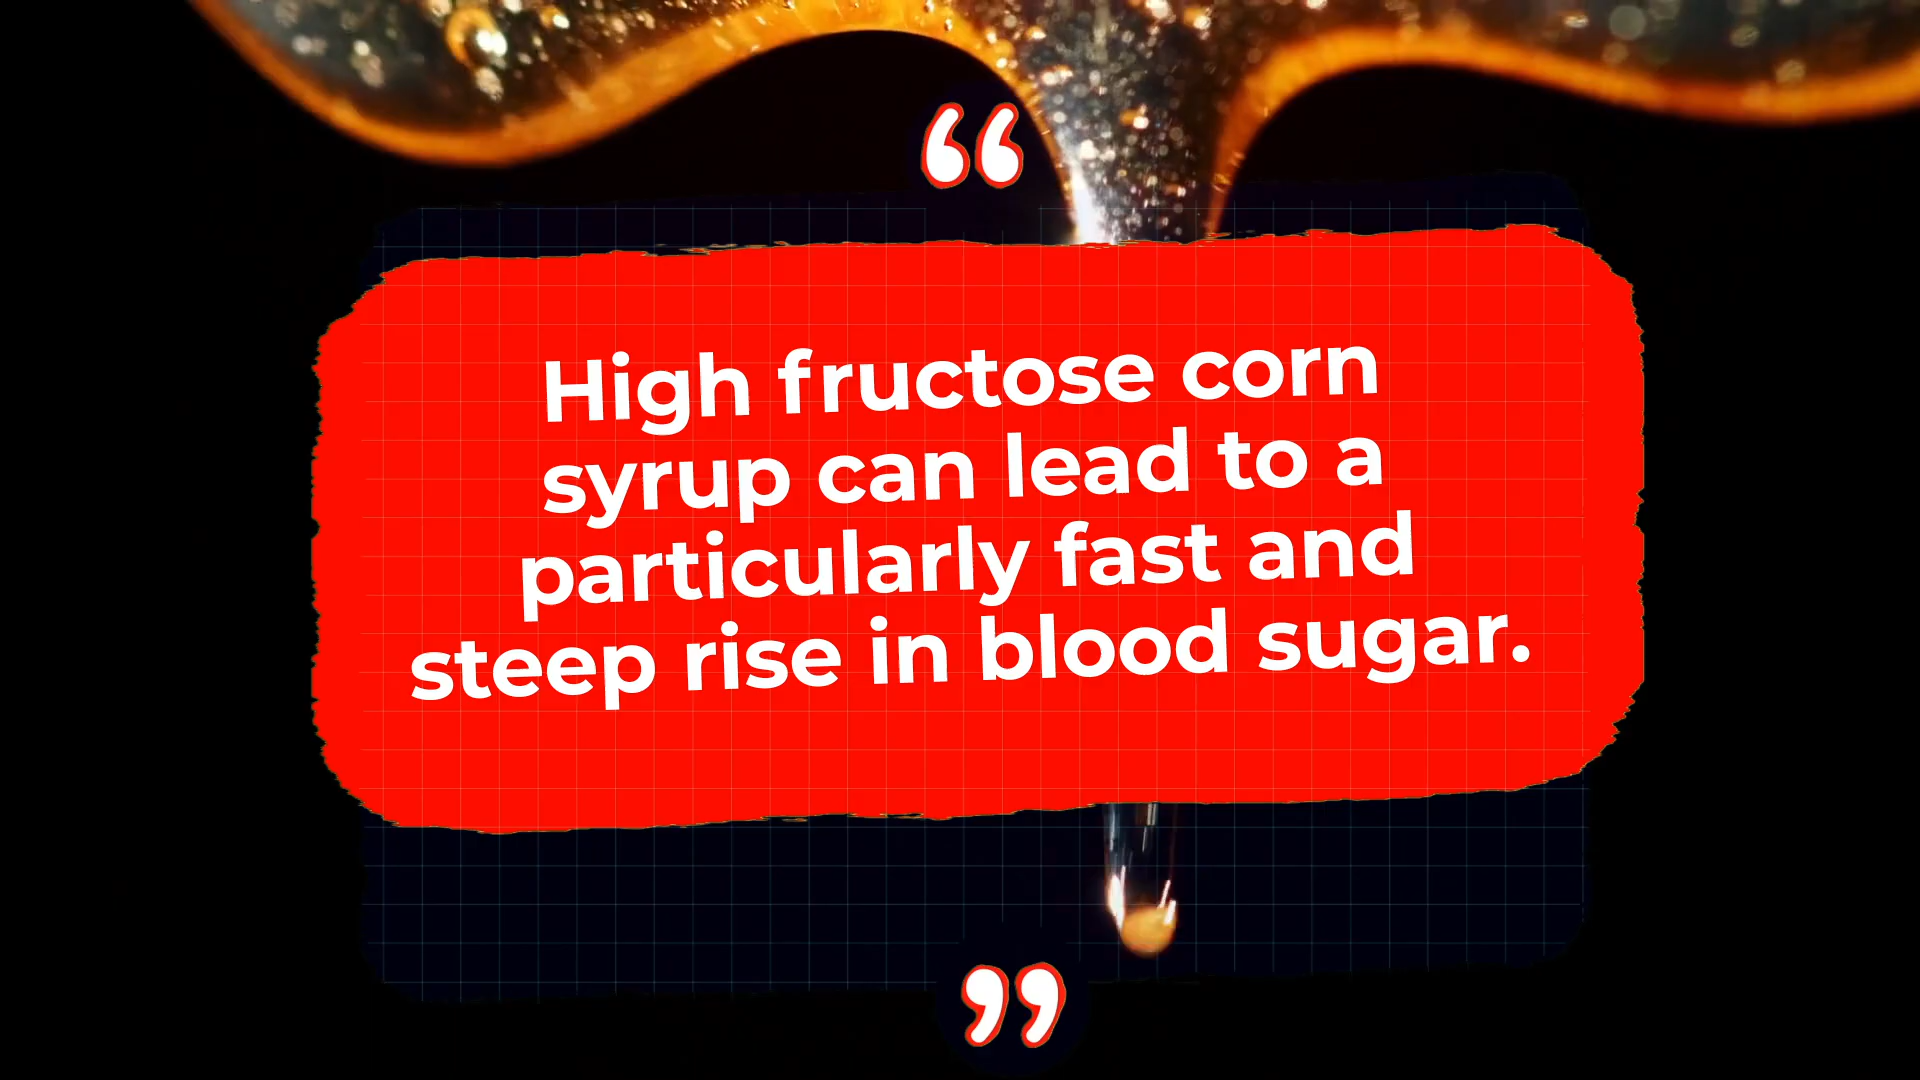 “
High fructose corn
syrup can lead to a
particularly fast and
steep rise in blood sugar.
”